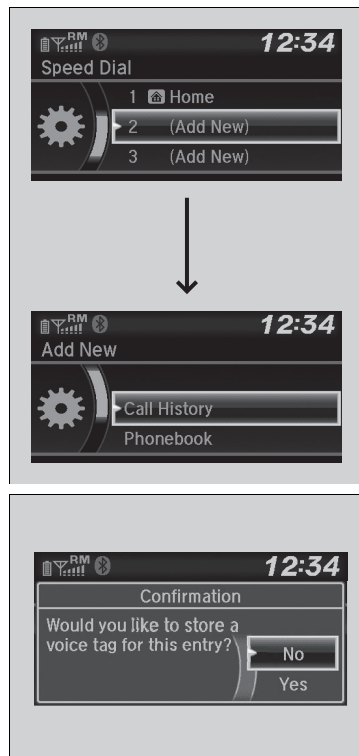 RM
12:34
Speed Dial
1 Home
2 (Add New)
3 (Add New)
RM
12:34
Add New
Call History
Phonebook
RM
12:34
Confirmation
Would you like to store a
voice tag for this entry?
No
Yes